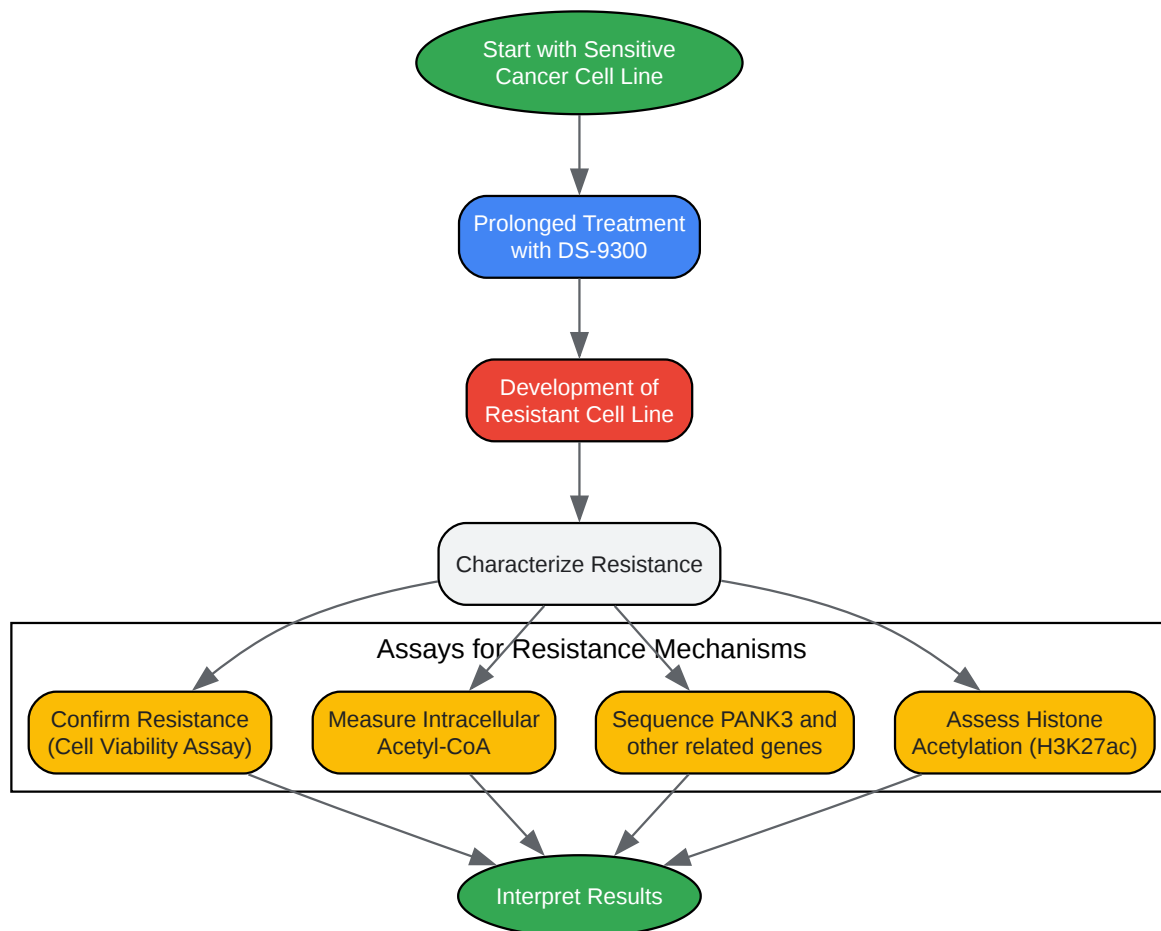 Start with Sensitive
Cancer Cell Line
Prolonged Treatment
with DS-9300
Development of
Resistant Cell Line
Characterize Resistance
Assays for Resistance Mechanisms
Confirm Resistance
(Cell Viability Assay)
Measure Intracellular
Acetyl-CoA
Sequence PANK3 and
other related genes
Assess Histone
Acetylation (H3K27ac)
Interpret Results